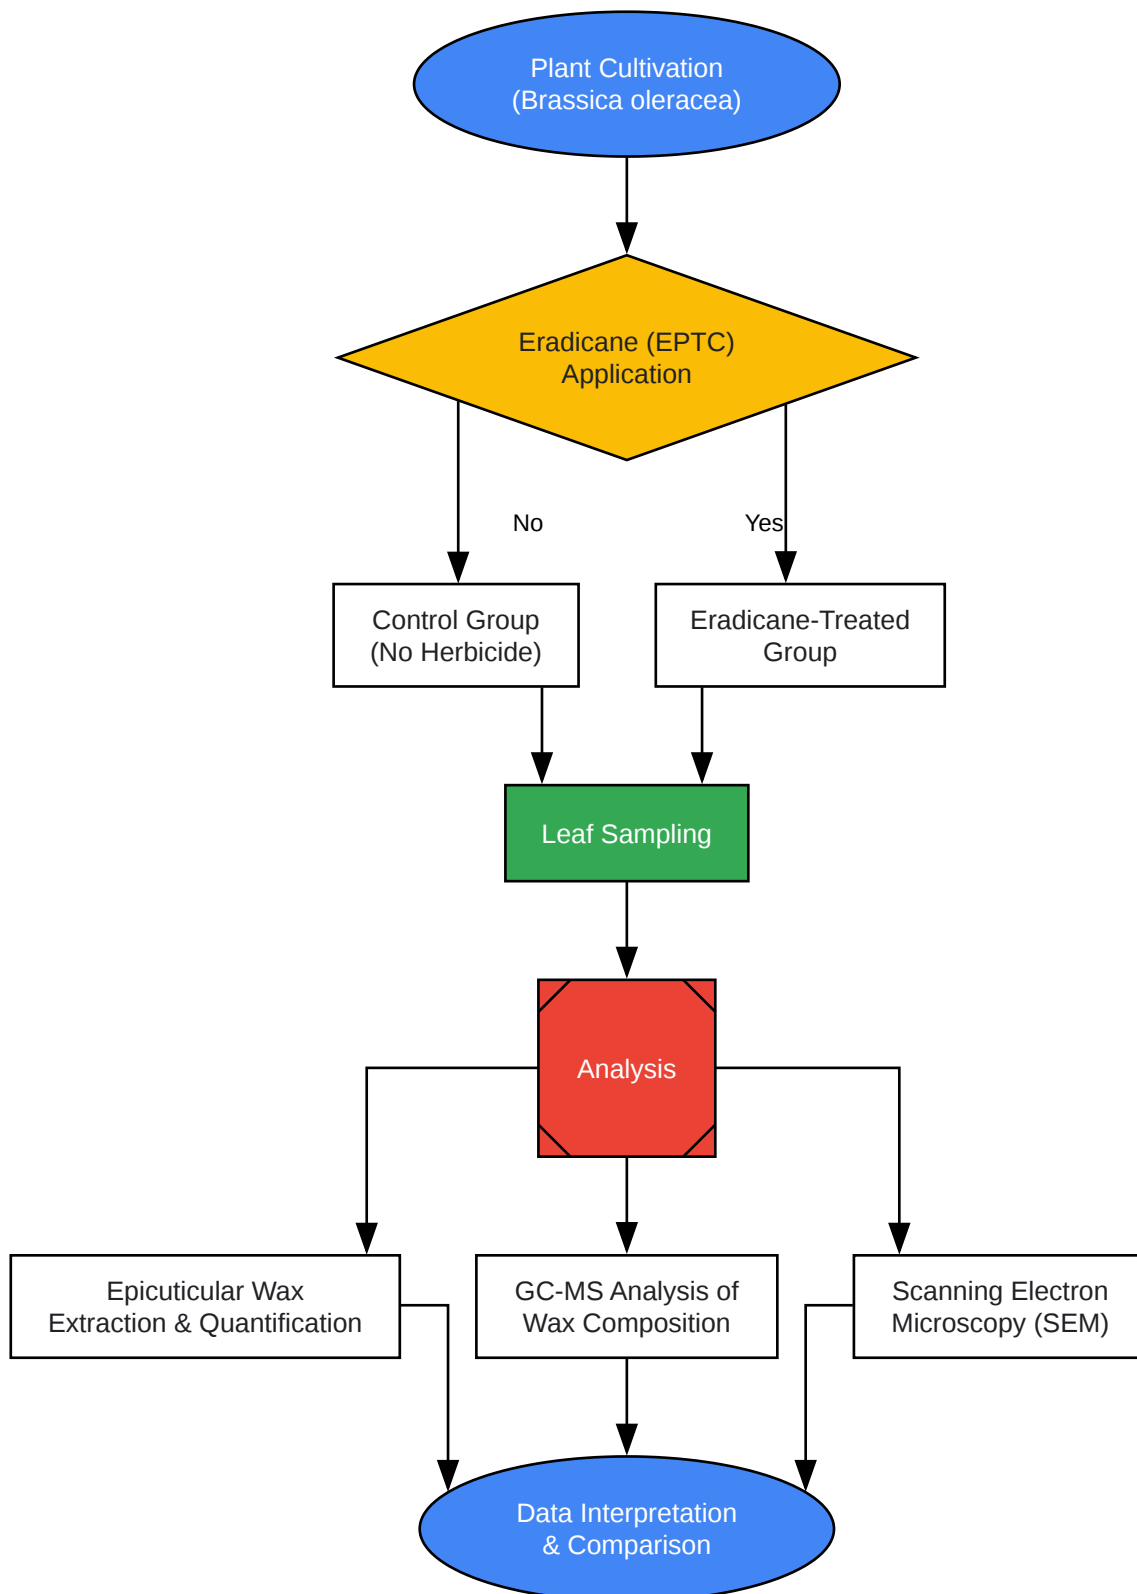 Plant Cultivation
(Brassica oleracea)
Eradicane (EPTC)
Application
No
Yes
Control Group
(No Herbicide)
Eradicane-Treated
Group
Leaf Sampling
Analysis
Epicuticular Wax
Extraction & Quantification
GC-MS Analysis of
Wax Composition
Scanning Electron
Microscopy (SEM)
Data Interpretation
& Comparison